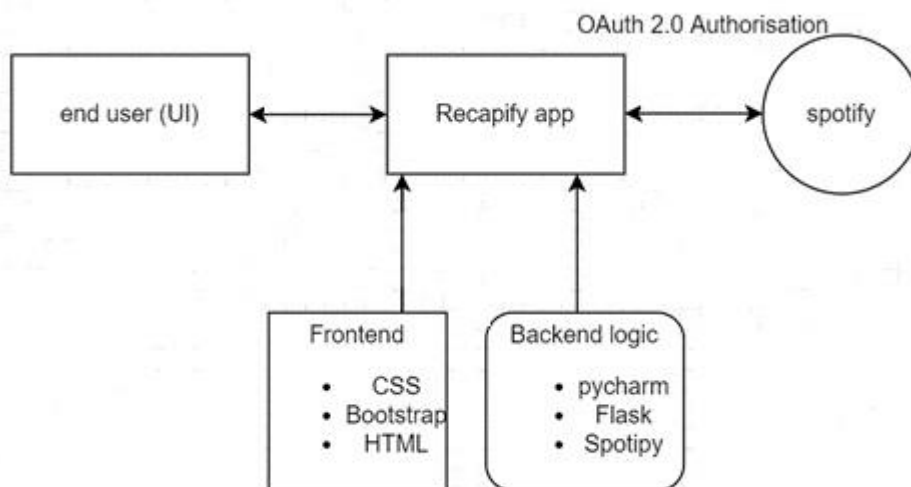 OAuth 2.0 Authorisation
end user (UI)
Recapify app
spotify
Frontend
• CSS
• Bootstrap
• HTML
Backend logic
• pycharm
• Flask
• Spotipy